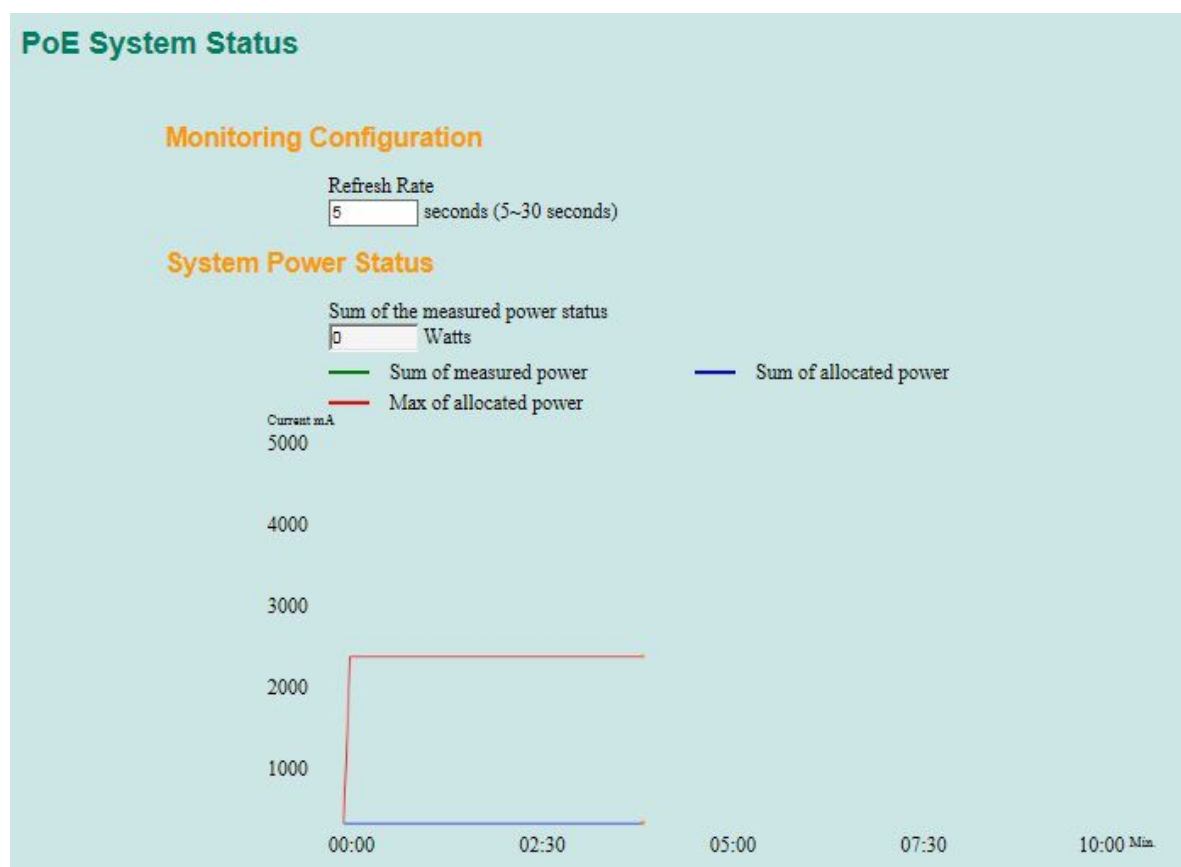 PoE System Status
Monitoring Configuration
Refresh Rate
5 seconds (5~30 seconds)
System Power Status
Sum of the measured power status
0 Watts
Sum of measured power Sum of allocated power
Max of allocated power
Current mA
5000
4000
3000
2000
1000
00:00 02:30 05:00 07:30 10:00 Min.